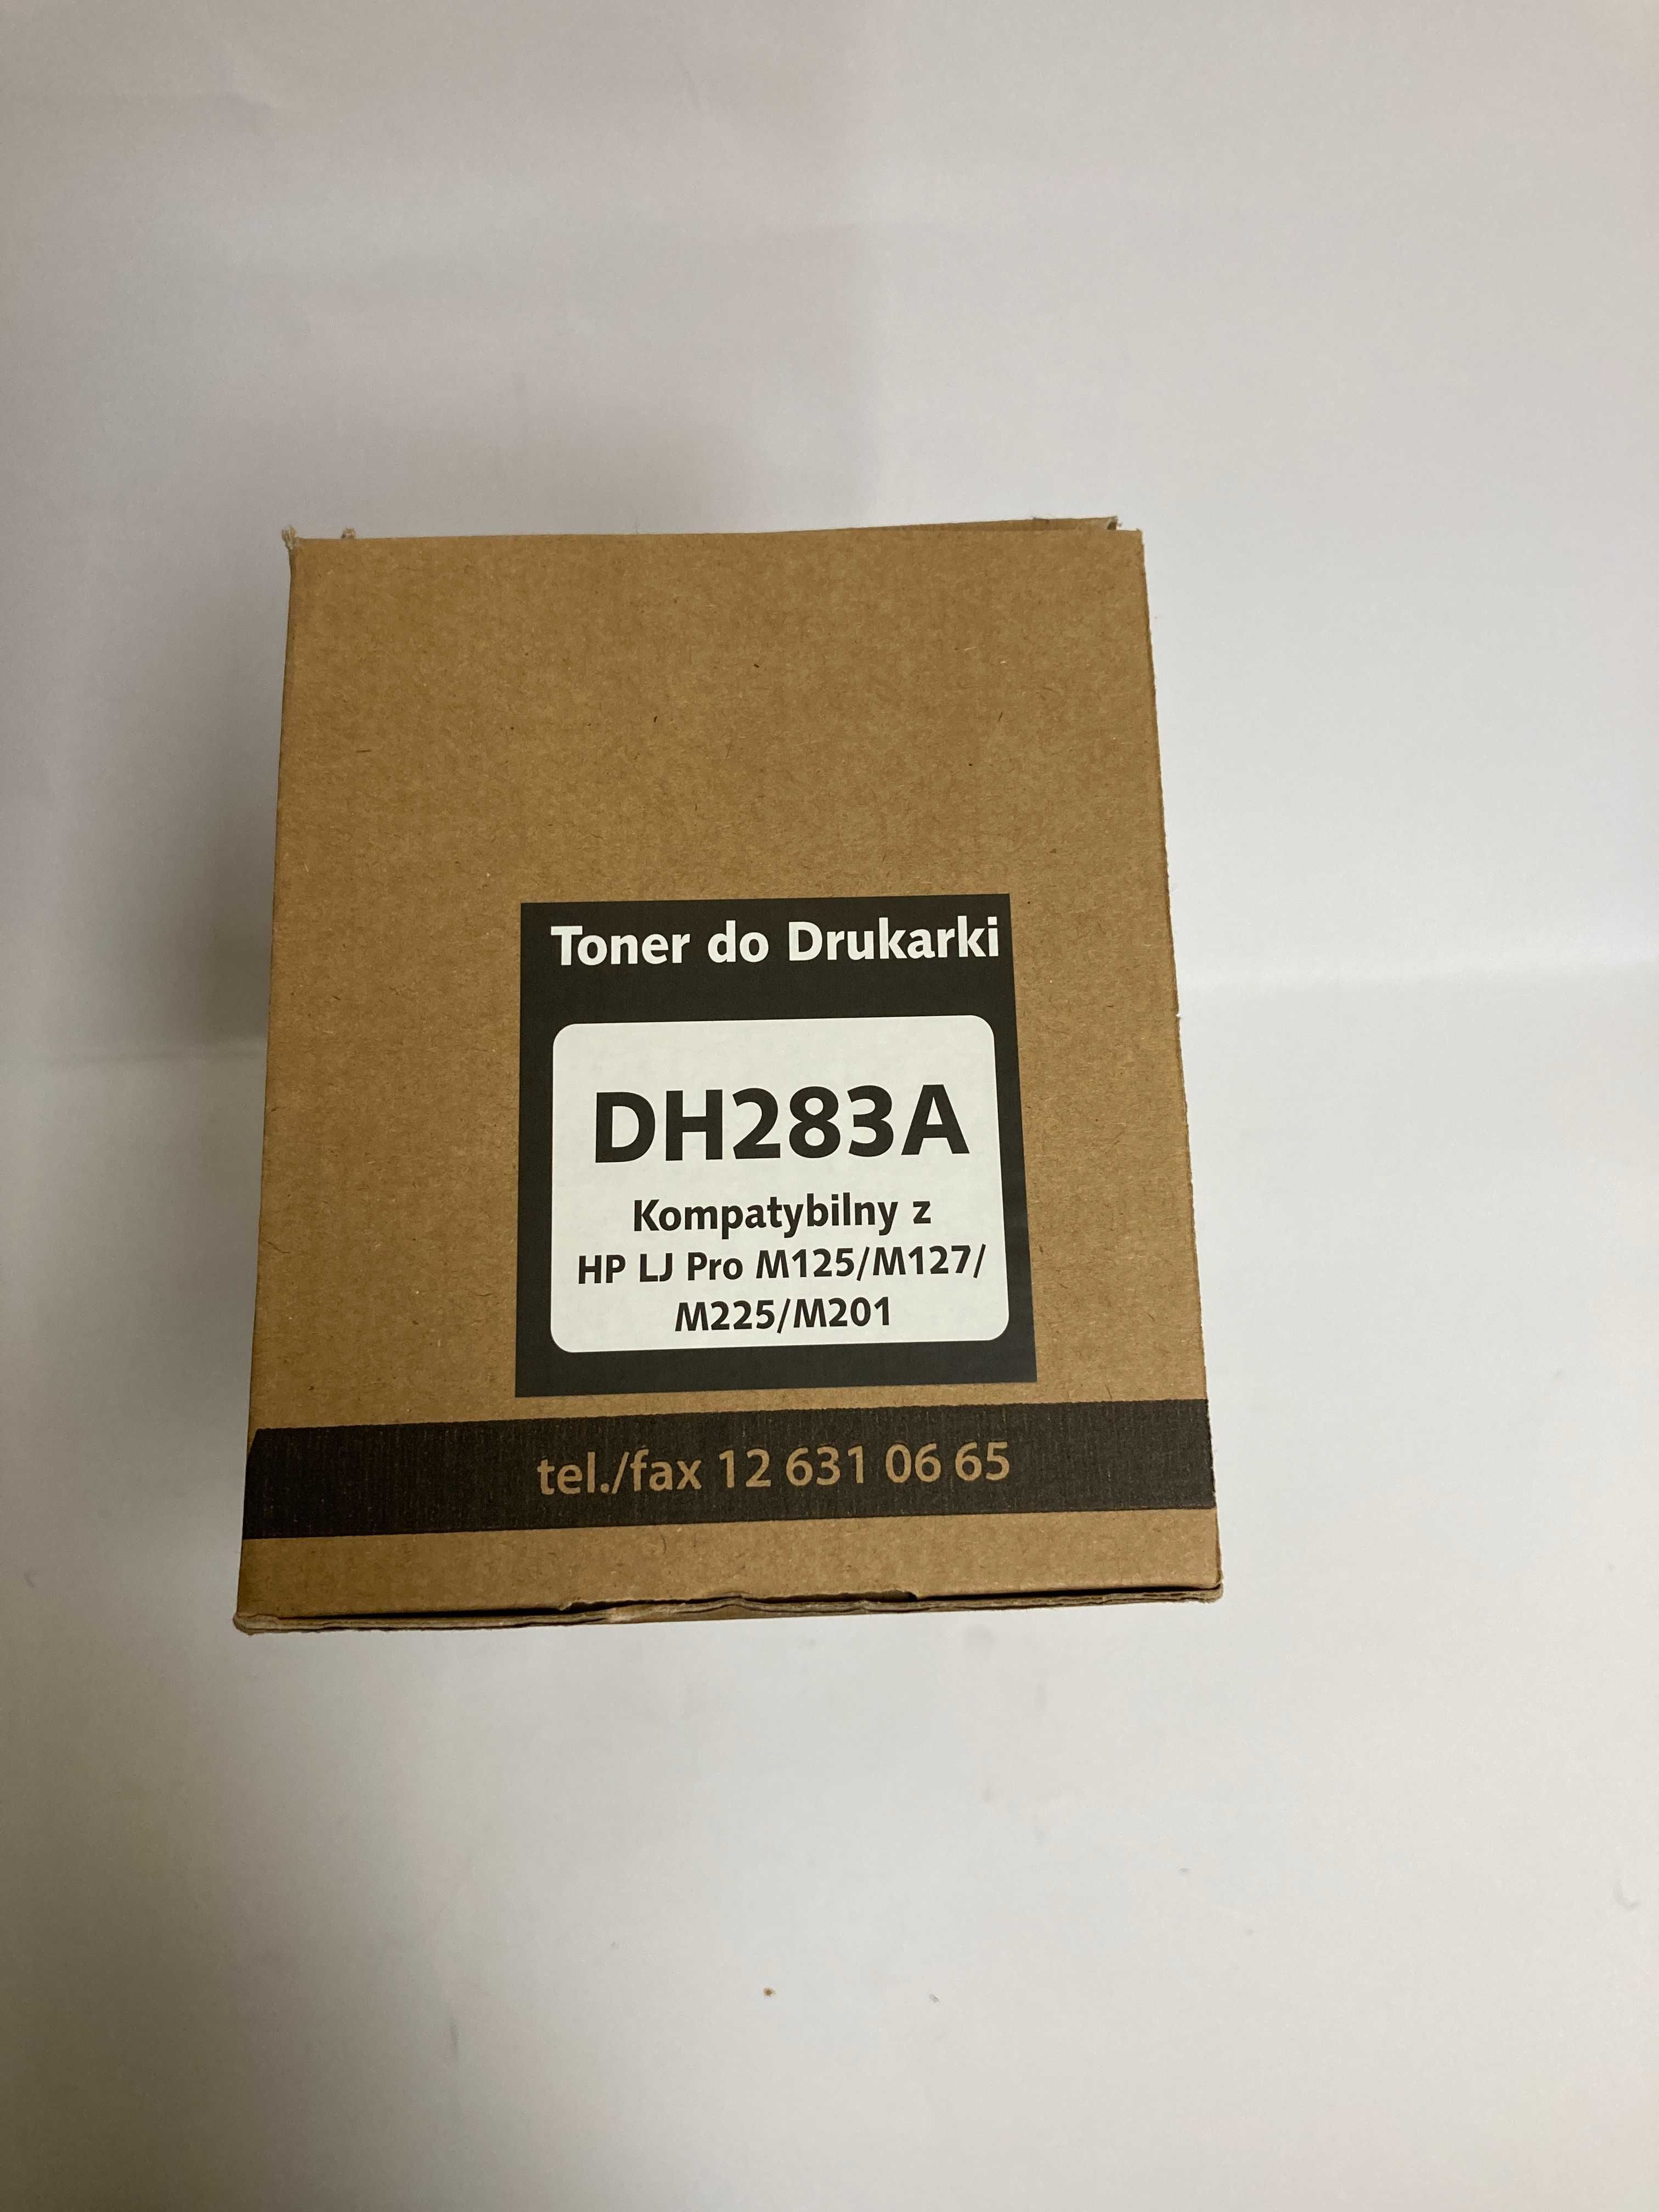 Toner do Drukarki
DH283A
Kompatybilny z
HP LJ Pro M125/M127/
M225/M201
tel./fax 12 631 06 65